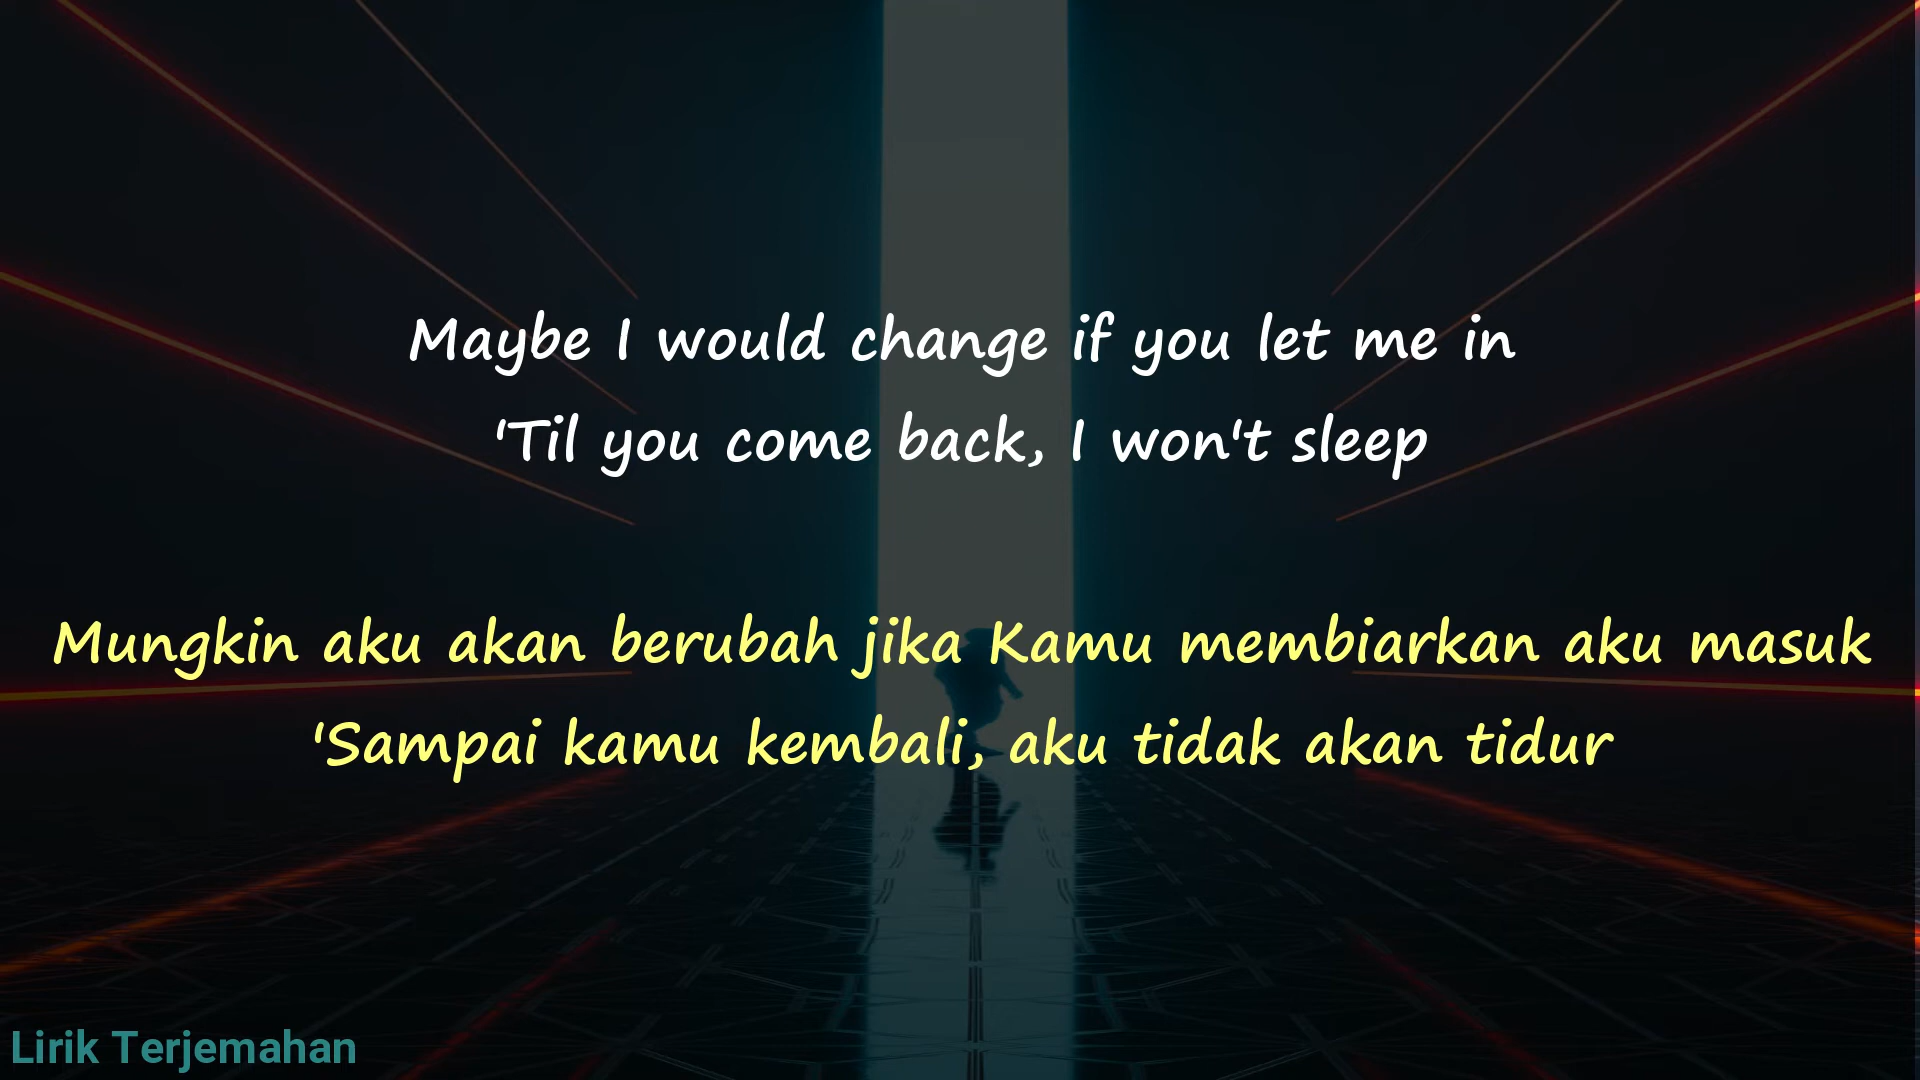 Maybe I would change if you let me in
'Til you come back, I won't sleep
Mungkin aku akan berubah jika Kamu membiarkan aku masuk
'Sampai kamu kembali, aku tidak akan tidur
Lirik Terjemahan